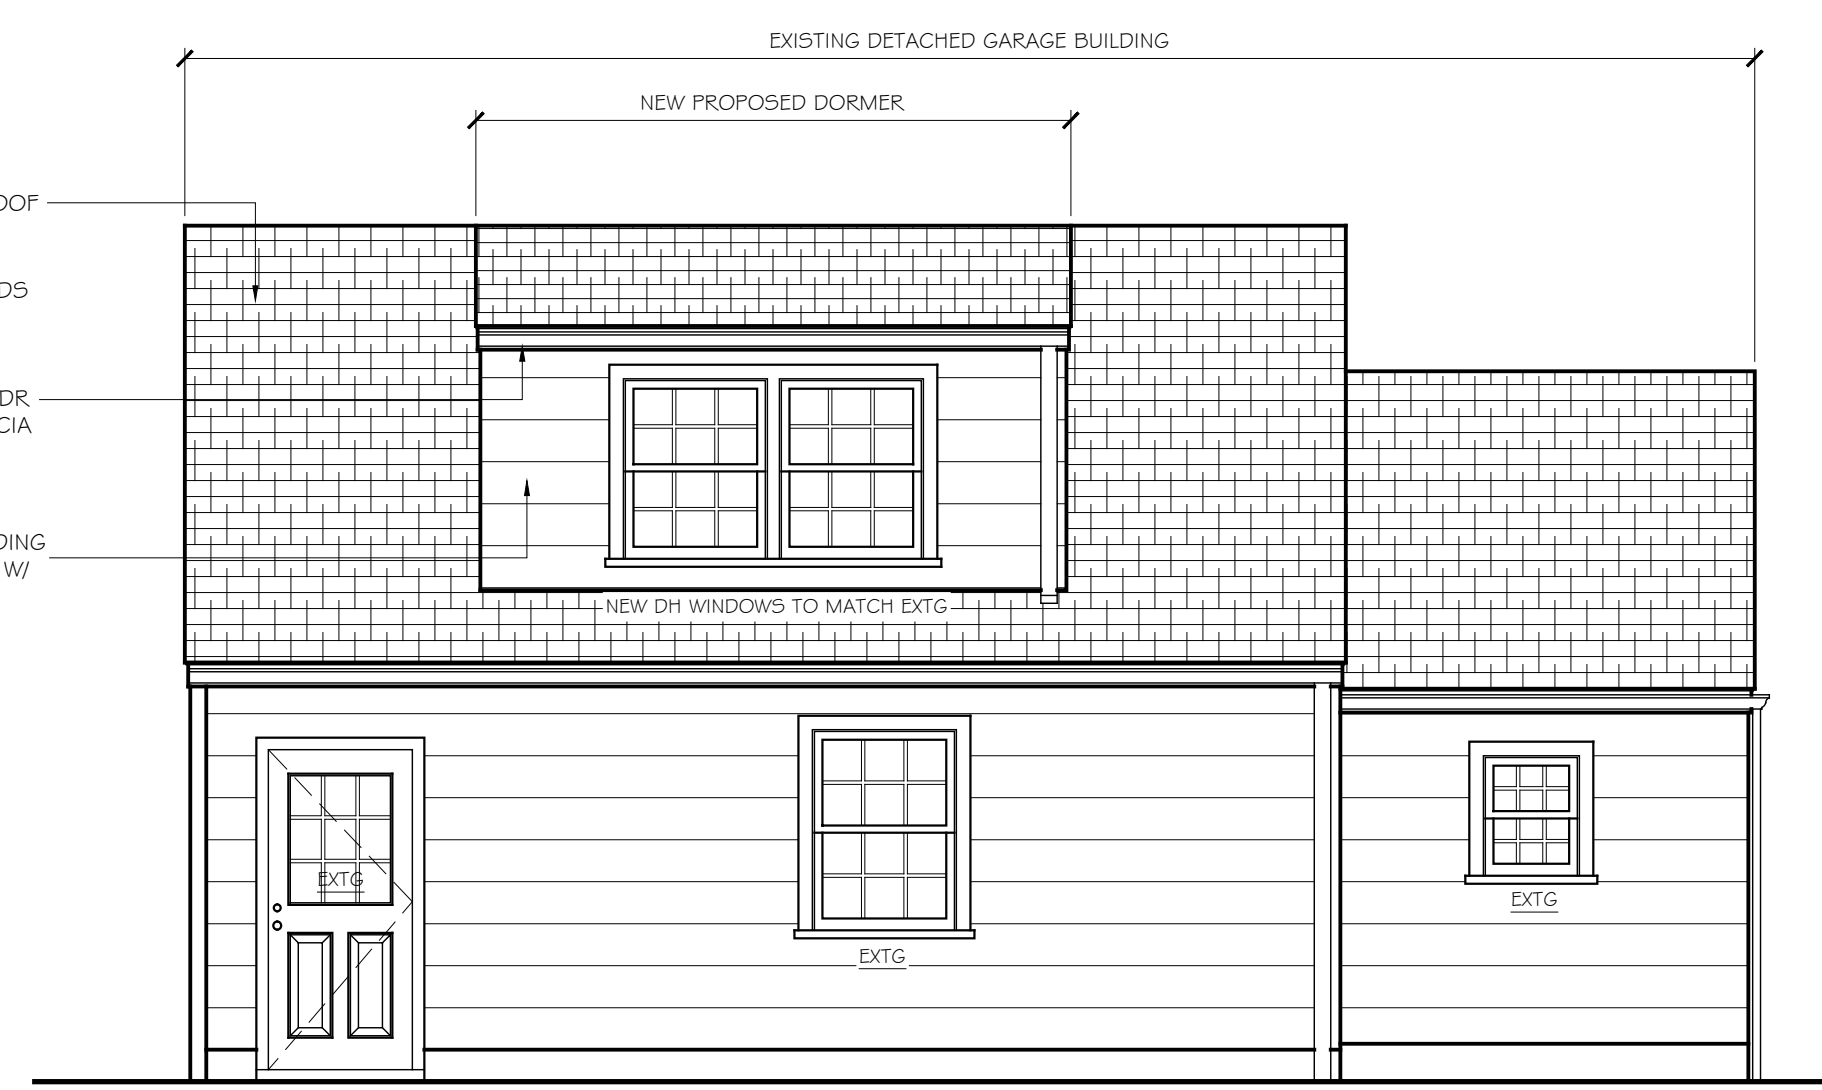 EXISTING DETACHED GARAGE BUILDING
NEW PROPOSED DORMER
OOF
DS
DR
CIA
DING
W/
NEW DH WINDOWS TO MATCH EXTG
EXTG
EXTG
EXTG